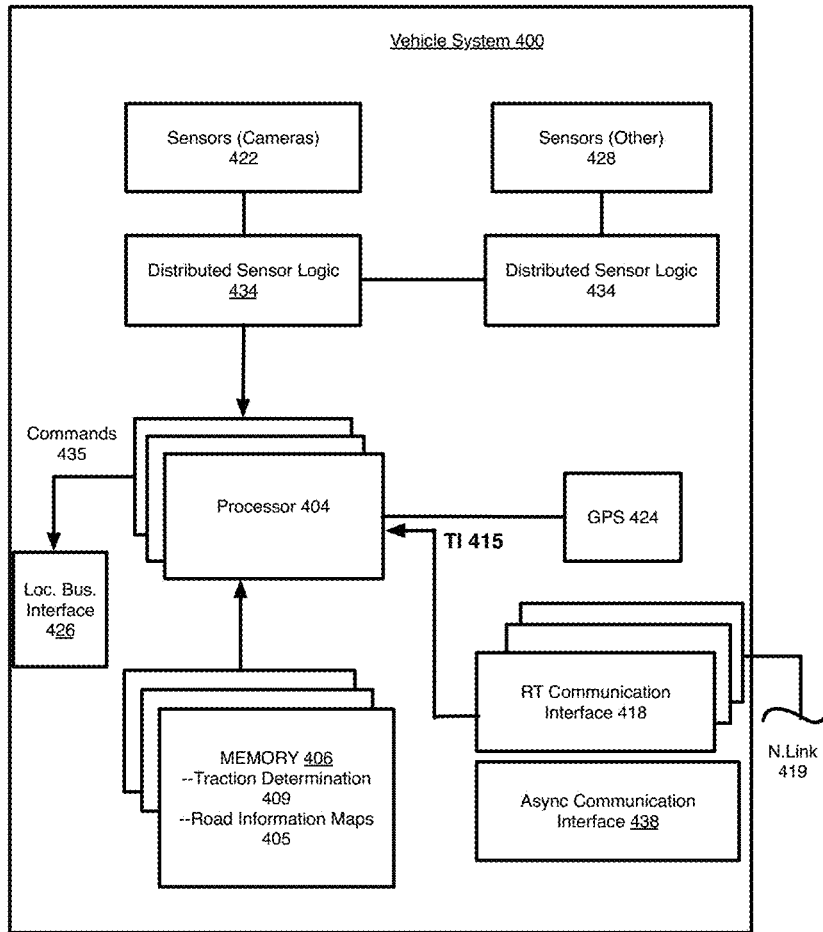 Vehicle System 400
Sensors (Cameras)
422
Sensors (Other)
428
Distributed Sensor Logic
434
Distributed Sensor Logic
434
Commands
435
Processor 404
GPS 424
TI 415
Loc. Bus.
Interface
426
RT Communication
Interface 418
N.Link
419
MEMORY 406
--Traction Determination
409
--Road Information Maps
405
Async Communication
Interface 438